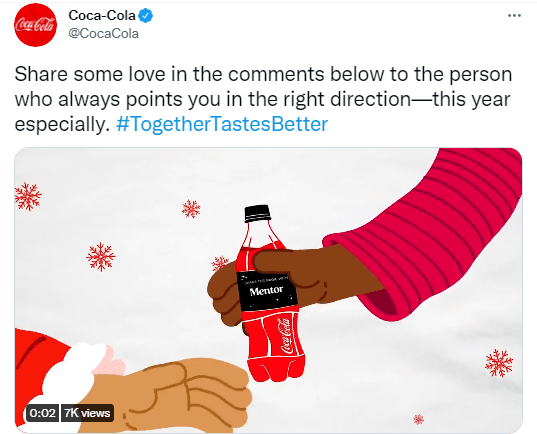 Coca-Cola
Coca-Cola
@CocaCola
Share some love in the comments below to the person
who always points you in the right direction—this year
especially. #TogetherTastesBetter
Mentor
Coca-Cola
0:02 7K views